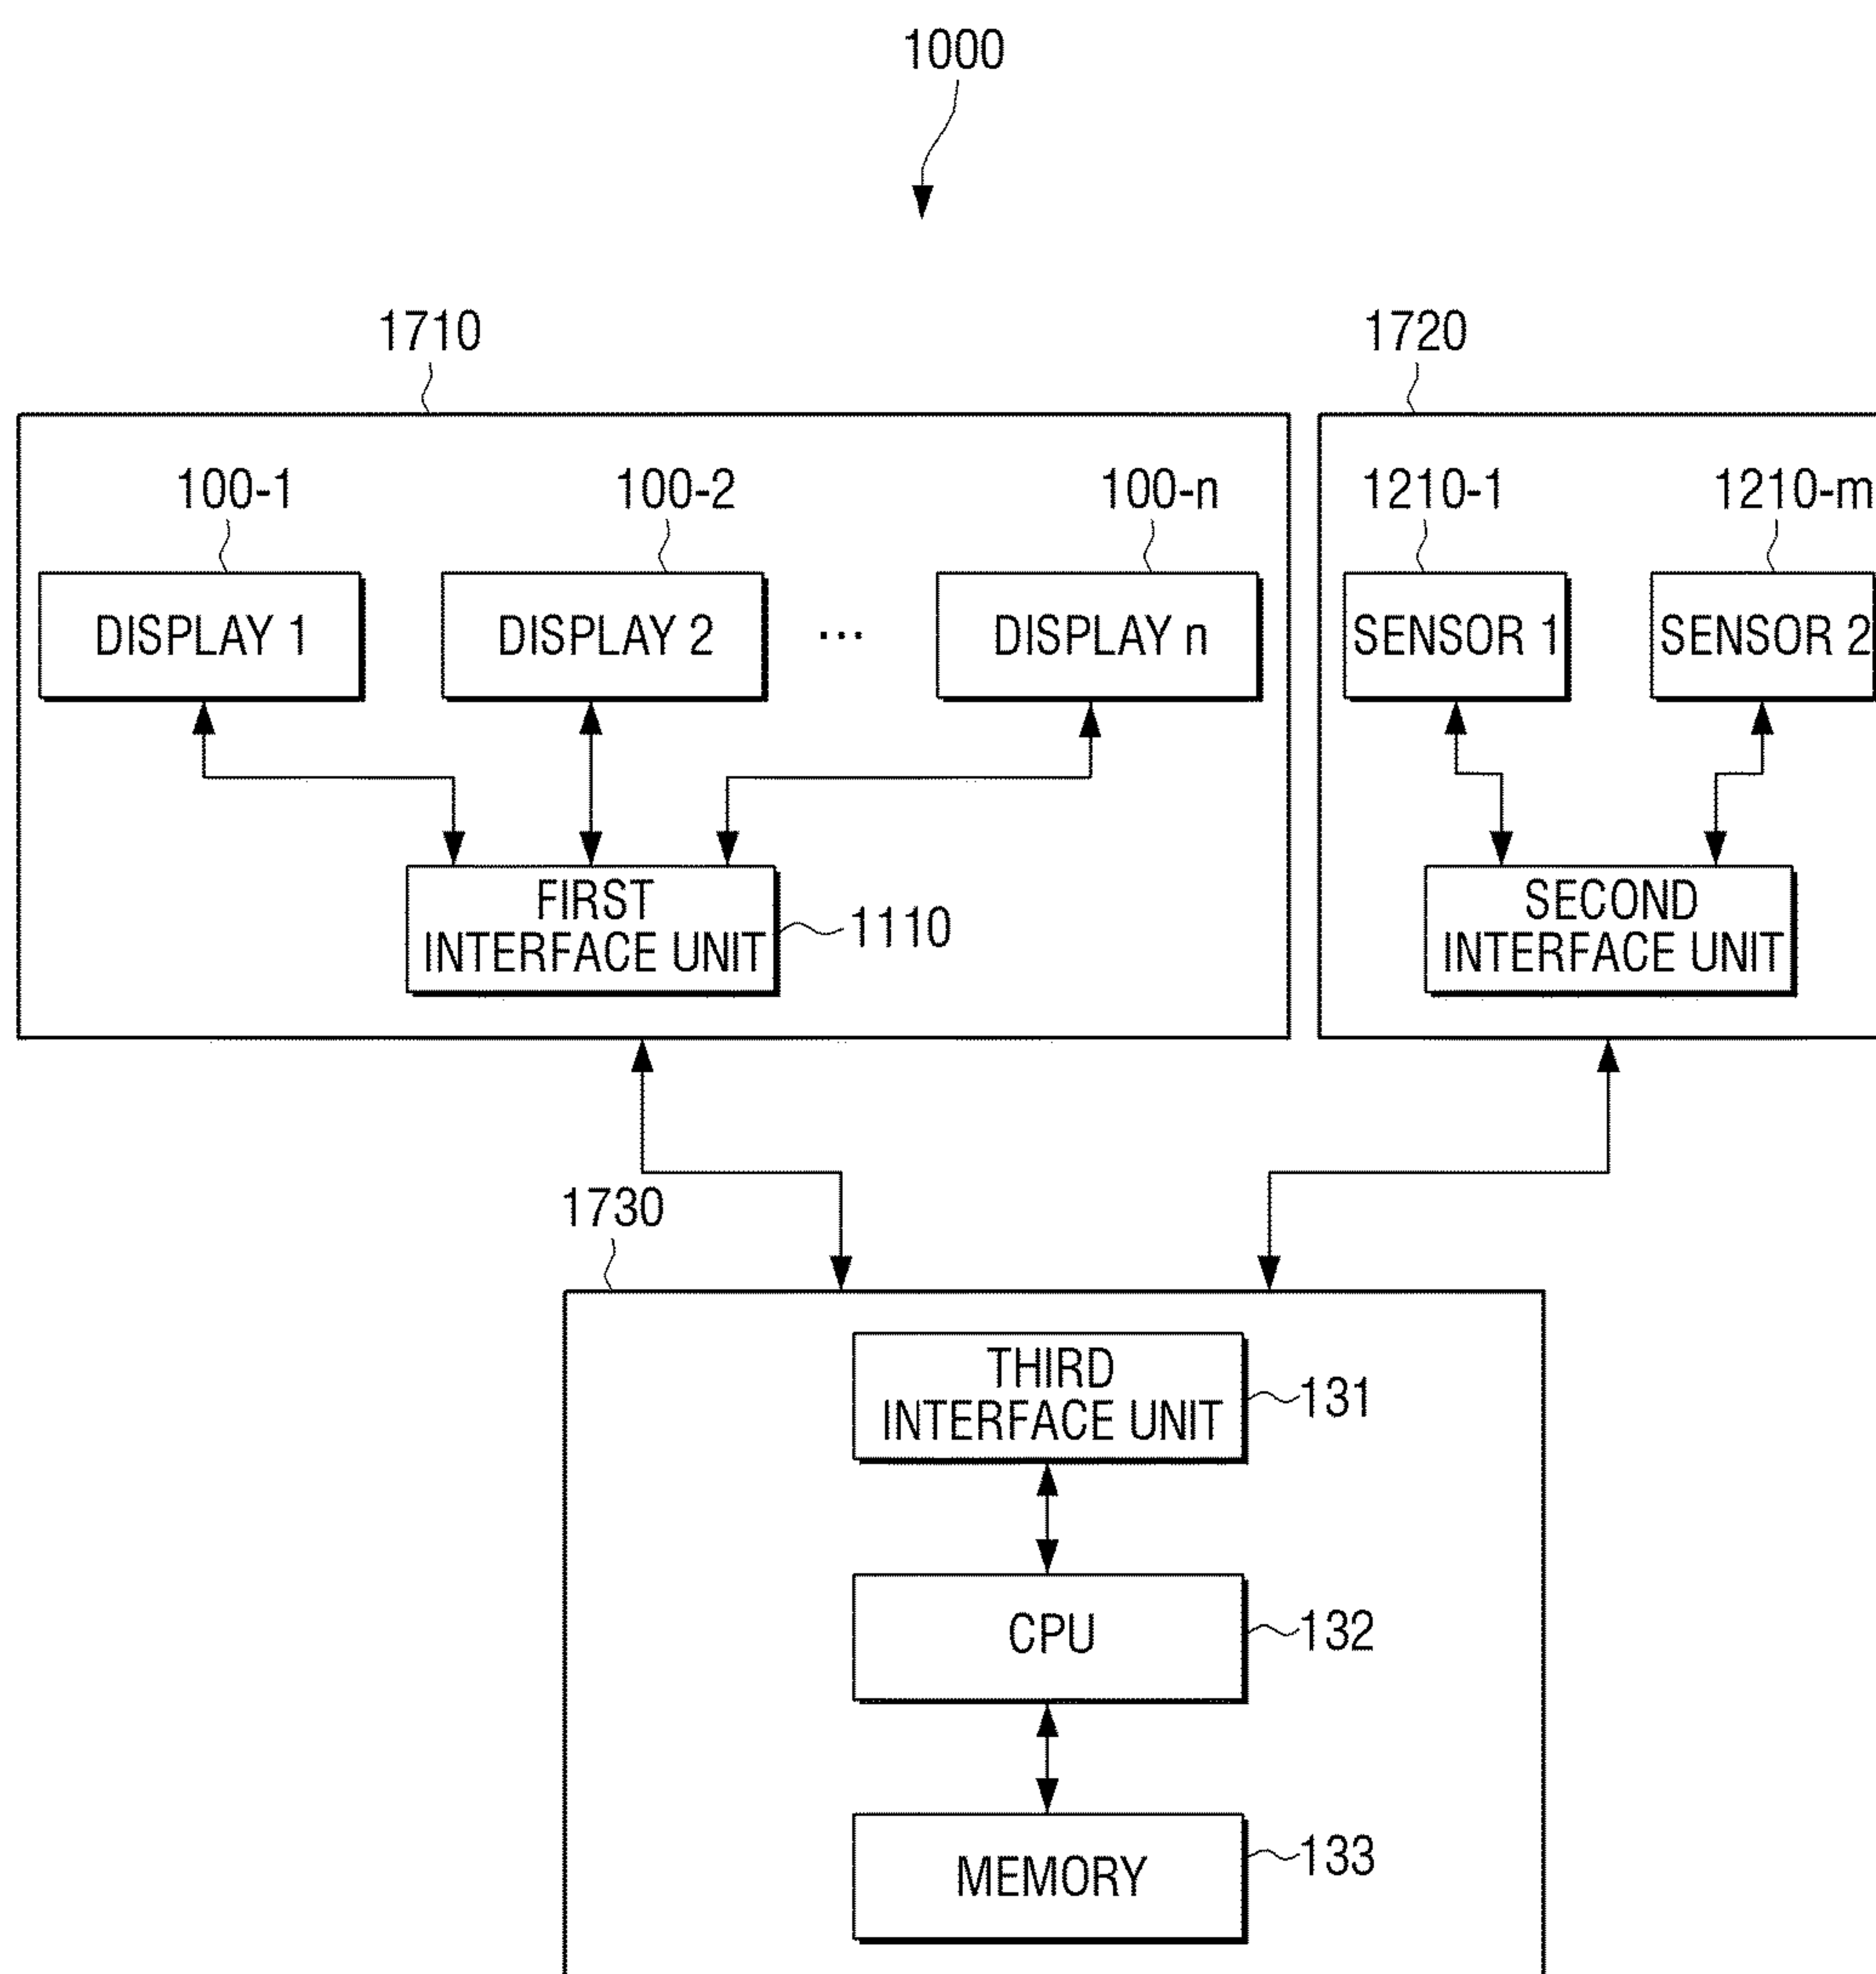 1000
1710
1720
100-1
100-2
100-n
1210-1
1210-m
DISPLAY 1
DISPLAY 2
...
DISPLAY n
SENSOR 1
SENSOR 2
FIRST
INTERFACE UNIT
1110
SECOND
INTERFACE UNIT
1730
THIRD
INTERFACE UNIT
131
CPU
132
MEMORY
133